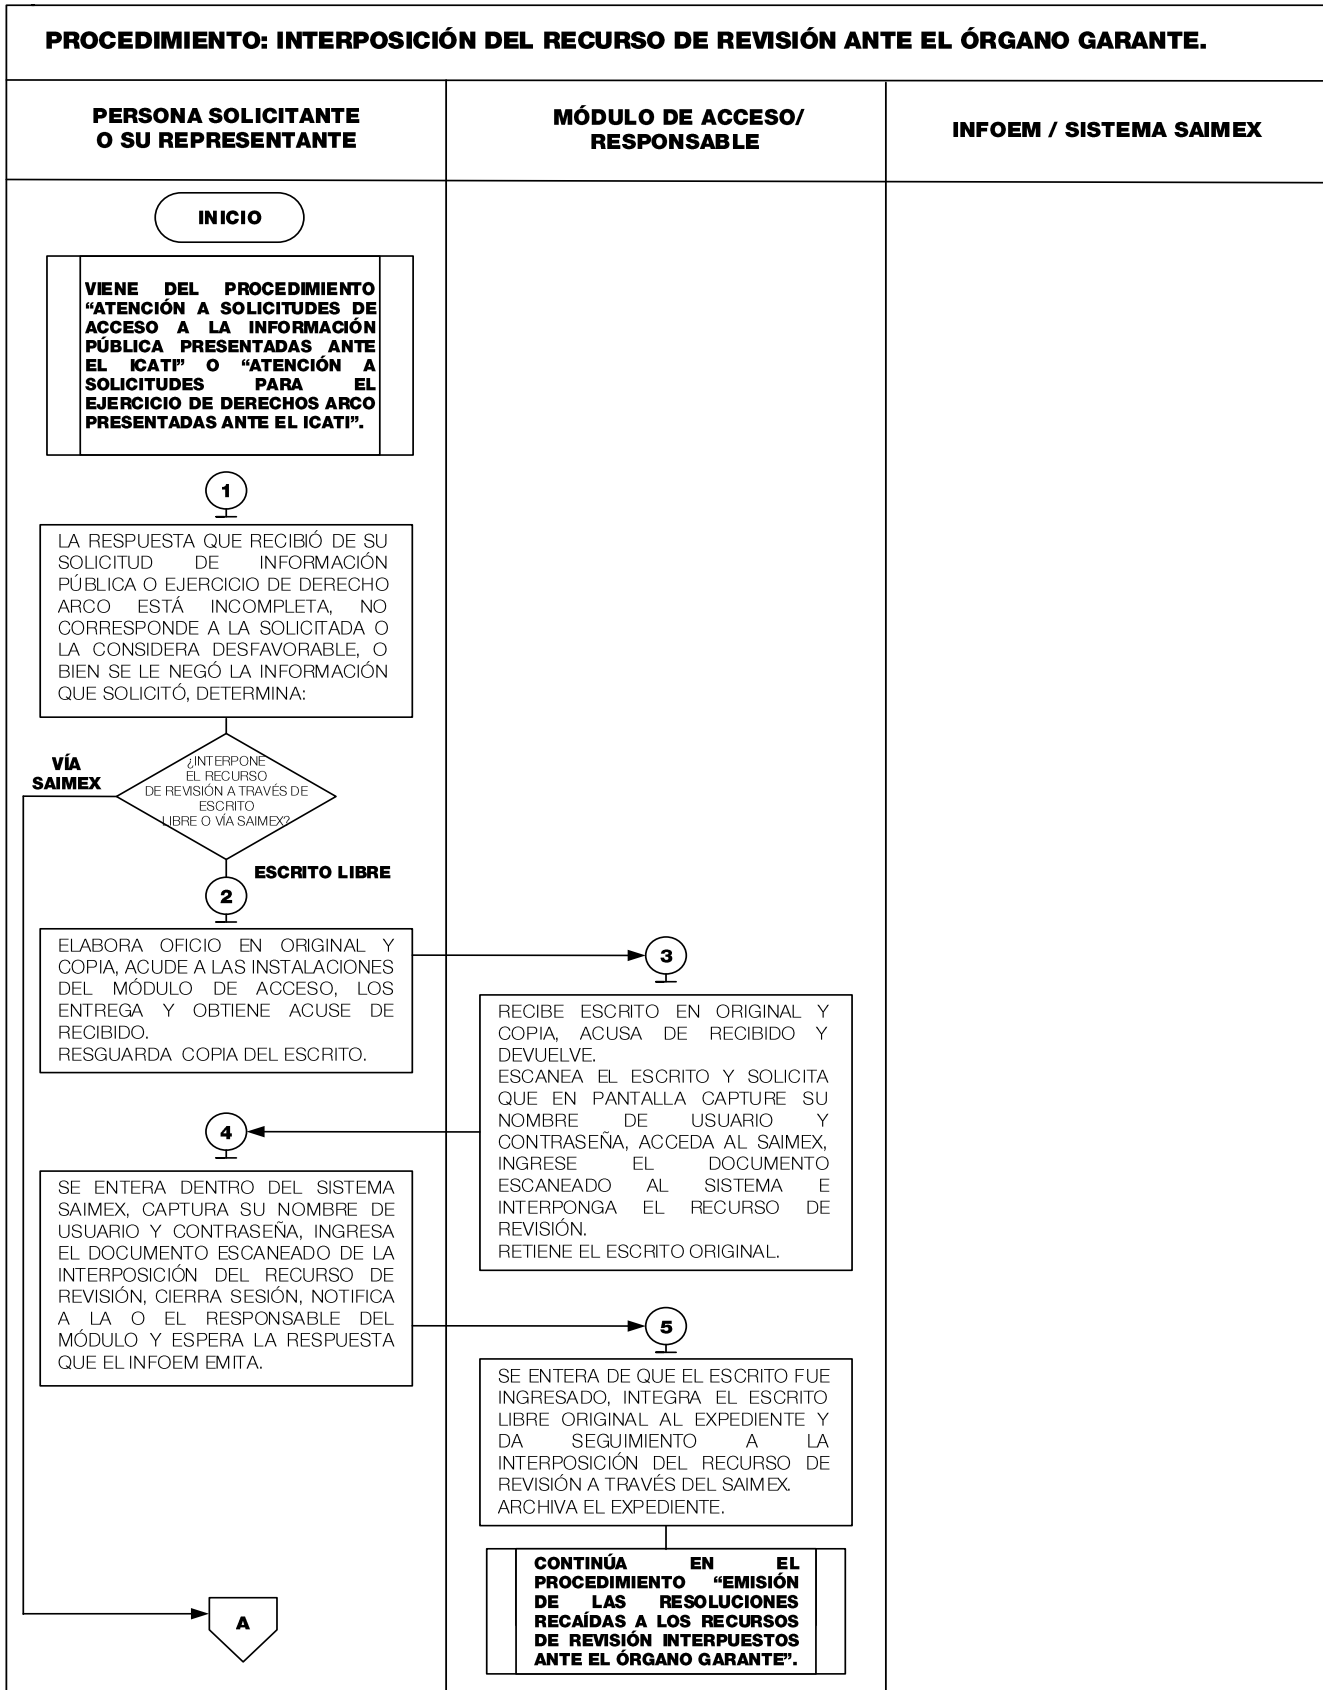 PROCEDIMIENTO: INTERPOSICIÓN DEL RECURSO DE REVISIÓN ANTE EL ÓRGANO GARANTE.
PERSONA SOLICITANTE
O SU REPRESENTANTE
MÓDULO DE ACCESO/
RESPONSABLE
INFOEM / SISTEMA SAIMEX
INICIO
VIENE DEL PROCEDIMIENTO
“ATENCIÓN A SOLICITUDES DE
ACCESO A LA INFORMACIÓN
PÚBLICA PRESENTADAS ANTE
EL ICATI” O “ATENCIÓN A
SOLICITUDES PARA EL
EJERCICIO DE DERECHOS ARCO
PRESENTADAS ANTE EL ICATI”.
1
LA RESPUESTA QUE RECIBIÓ DE SU
SOLICITUD DE INFORMACIÓN
PÚBLICA O EJERCICIO DE DERECHO
ARCO ESTÁ INCOMPLETA, NO
CORRESPONDE A LA SOLICITADA O
LA CONSIDERA DESFAVORABLE, O
BIEN SE LE NEGÓ LA INFORMACIÓN
QUE SOLICITÓ, DETERMINA:
VÍA
SAIMEX
¿INTERPONE
EL RECURSO
DE REVISIÓN A TRAVÉS DE
ESCRITO
LIBRE O VÍA SAIMEX?
ESCRITO LIBRE
2
ELABORA OFICIO EN ORIGINAL Y
COPIA, ACUDE A LAS INSTALACIONES
DEL MÓDULO DE ACCESO, LOS
ENTREGA Y OBTIENE ACUSE DE
RECIBIDO.
RESGUARDA COPIA DEL ESCRITO.
3
RECIBE ESCRITO EN ORIGINAL Y
COPIA, ACUSA DE RECIBIDO Y
DEVUELVE.
ESCANEA EL ESCRITO Y SOLICITA
QUE EN PANTALLA CAPTURE SU
NOMBRE DE USUARIO Y
CONTRASEÑA, ACCEDA AL SAIMEX,
INGRESE EL DOCUMENTO
ESCANEADO AL SISTEMA E
INTERPONGA EL RECURSO DE
REVISIÓN.
RETIENE EL ESCRITO ORIGINAL.
4
SE ENTERA DENTRO DEL SISTEMA
SAIMEX, CAPTURA SU NOMBRE DE
USUARIO Y CONTRASEÑA, INGRESA
EL DOCUMENTO ESCANEADO DE LA
INTERPOSICIÓN DEL RECURSO DE
REVISIÓN, CIERRA SESIÓN, NOTIFICA
A LA O EL RESPONSABLE DEL
MÓDULO Y ESPERA LA RESPUESTA
QUE EL INFOEM EMITA.
5
SE ENTERA DE QUE EL ESCRITO FUE
INGRESADO, INTEGRA EL ESCRITO
LIBRE ORIGINAL AL EXPEDIENTE Y
DA SEGUIMIENTO A LA
INTERPOSICIÓN DEL RECURSO DE
REVISIÓN A TRAVÉS DEL SAIMEX.
ARCHIVA EL EXPEDIENTE.
CONTINÚA EN EL
PROCEDIMIENTO “EMISIÓN
DE LAS RESOLUCIONES
RECAÍDAS A LOS RECURSOS
DE REVISIÓN INTERPUESTOS
ANTE EL ÓRGANO GARANTE”.
A